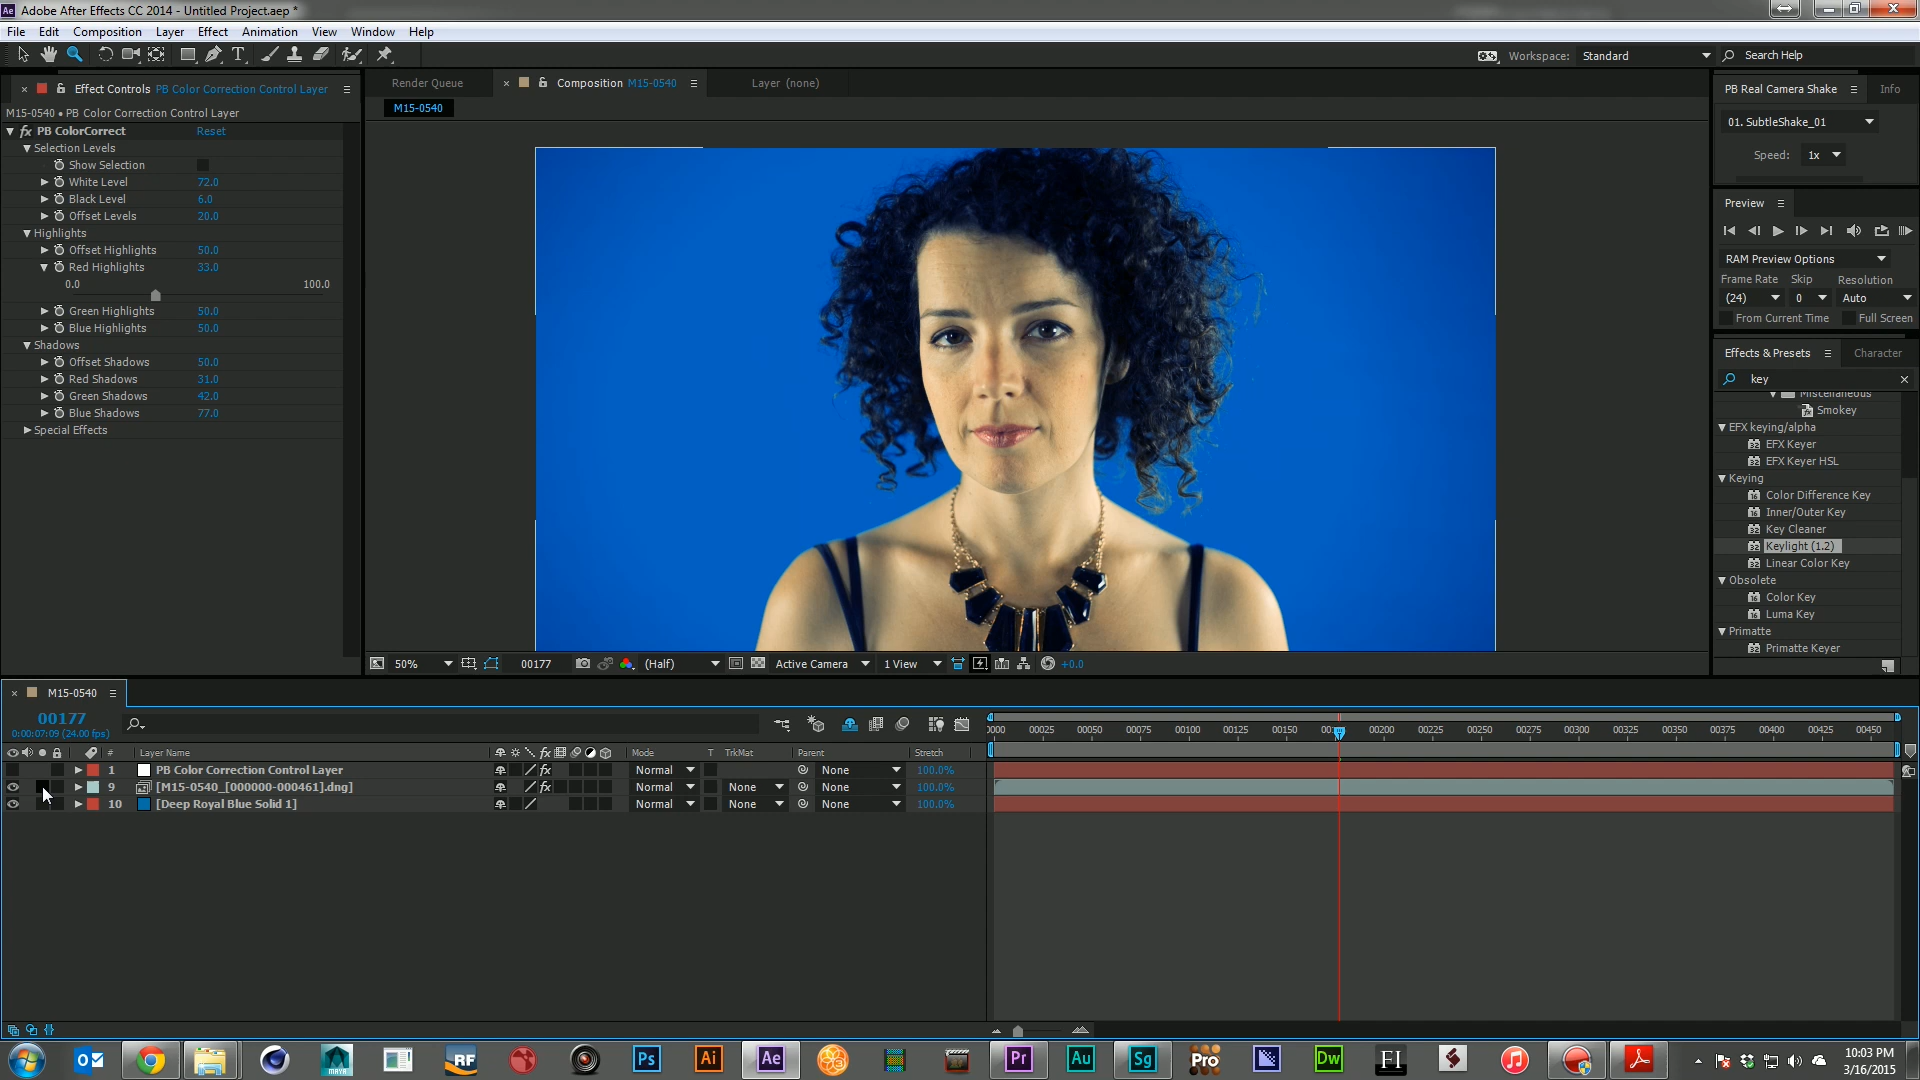 Adobe After Effects CC 2014 - Untitled Project.aep *
File Edit Composition Layer Effect Animation View Window Help
Workspace: Standard Search Help
Effect Controls PB Color Correction Control Layer
Render Queue
Composition M15-0540
Layer (none)
PB Real Camera Shake
Info
M15-0540 • PB Color Correction Control Layer
M15-0540
01. SubtleShake_01
fx PB ColorCorrect Reset
Selection Levels
Show Selection
Speed: 1x
White Level 72.0
Black Level 6.0
Offset Levels 20.0
Preview
Highlights
Offset Highlights 50.0
Red Highlights 33.0
0.0 100.0
Green Highlights 50.0
Blue Highlights 50.0
Shadows
Offset Shadows 50.0
Red Shadows 31.0
Green Shadows 42.0
Blue Shadows 77.0
Special Effects
RAM Preview Options
Frame Rate Skip Resolution
(24) 0 Auto
From Current Time Full Screen
Effects & Presets Character
key
Miscellaneous
Smokey
EFX keying/alpha
EFX Keyer
EFX Keyer HSL
Keying
Color Difference Key
Inner/Outer Key
Key Cleaner
Keylight (1.2)
Linear Color Key
Obsolete
Color Key
Luma Key
Primatte
Primatte Keyer
50% 00177 (Half) Active Camera 1 View +0.0
M15-0540
00177
0:00:07:09 (24.00 fps)
0000 00025 00050 00075 00100 00125 00150 00200 00225 00250 00275 00300 00325 00350 00375 00400 00425 00450
# Layer Name fx Mode T TrkMat Parent Stretch
1 PB Color Correction Control Layer fx Normal None 100.0%
9 [M15-0540_[000000-000461].dng] fx Normal None None 100.0%
10 [Deep Royal Blue Solid 1] Normal None None 100.0%
MAYA RF Ps Ai Ae Pr Au Sg Pro Dw FI
10:03 PM
3/16/2015